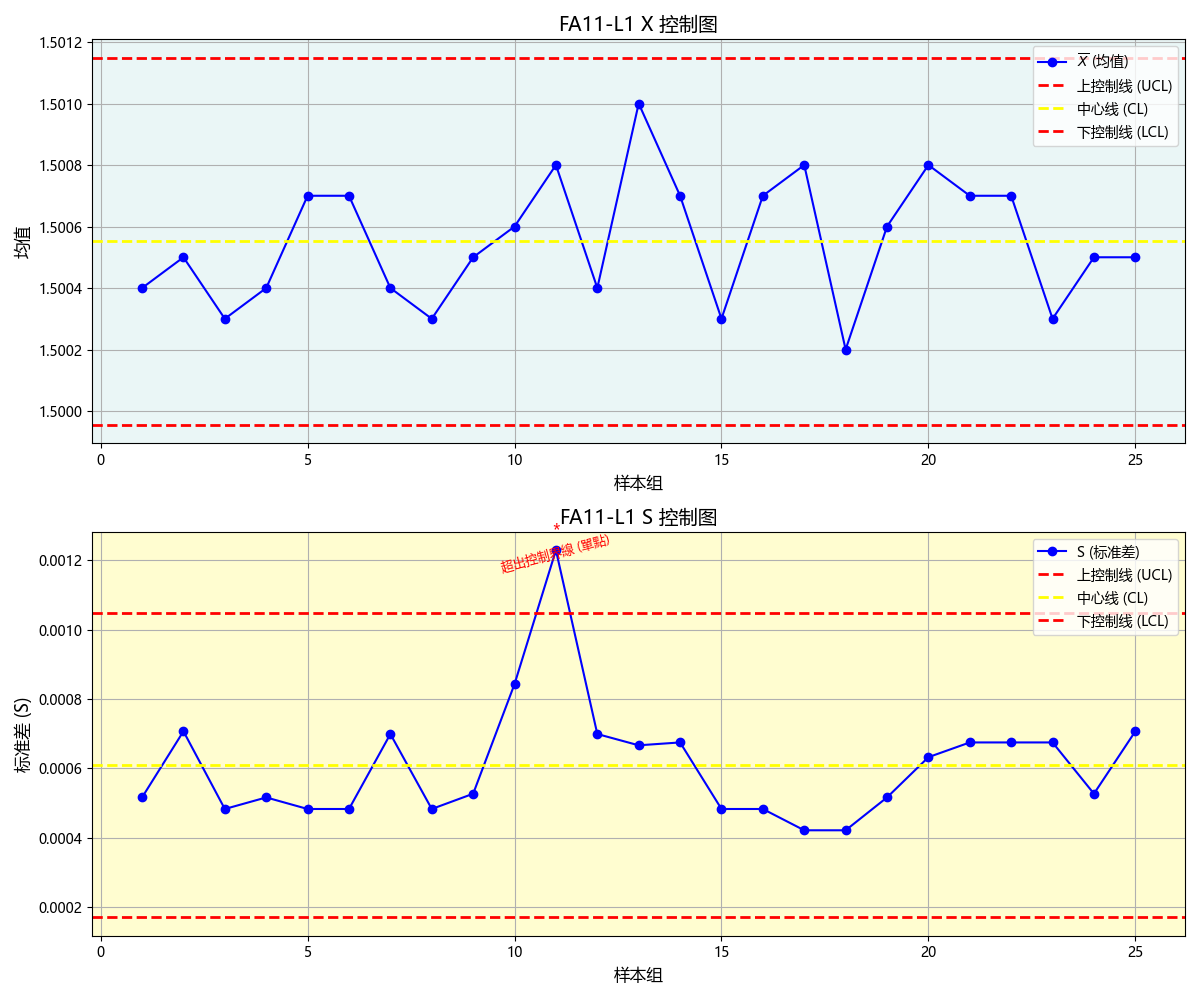 FA11-L1 X 控制图
1.5012
1.5010
1.5008
1.5006
1.5004
1.5002
1.5000
均值
X (均值)
上控制线 (UCL)
中心线 (CL)
下控制线 (LCL)
0 5 10 15 20 25
样本组
FA11-L1 S 控制图
*
超出控制界線 (單點)
0.0012
0.0010
0.0008
0.0006
0.0004
0.0002
标准差 (S)
S (标准差)
上控制线 (UCL)
中心线 (CL)
下控制线 (LCL)
0 5 10 15 20 25
样本组